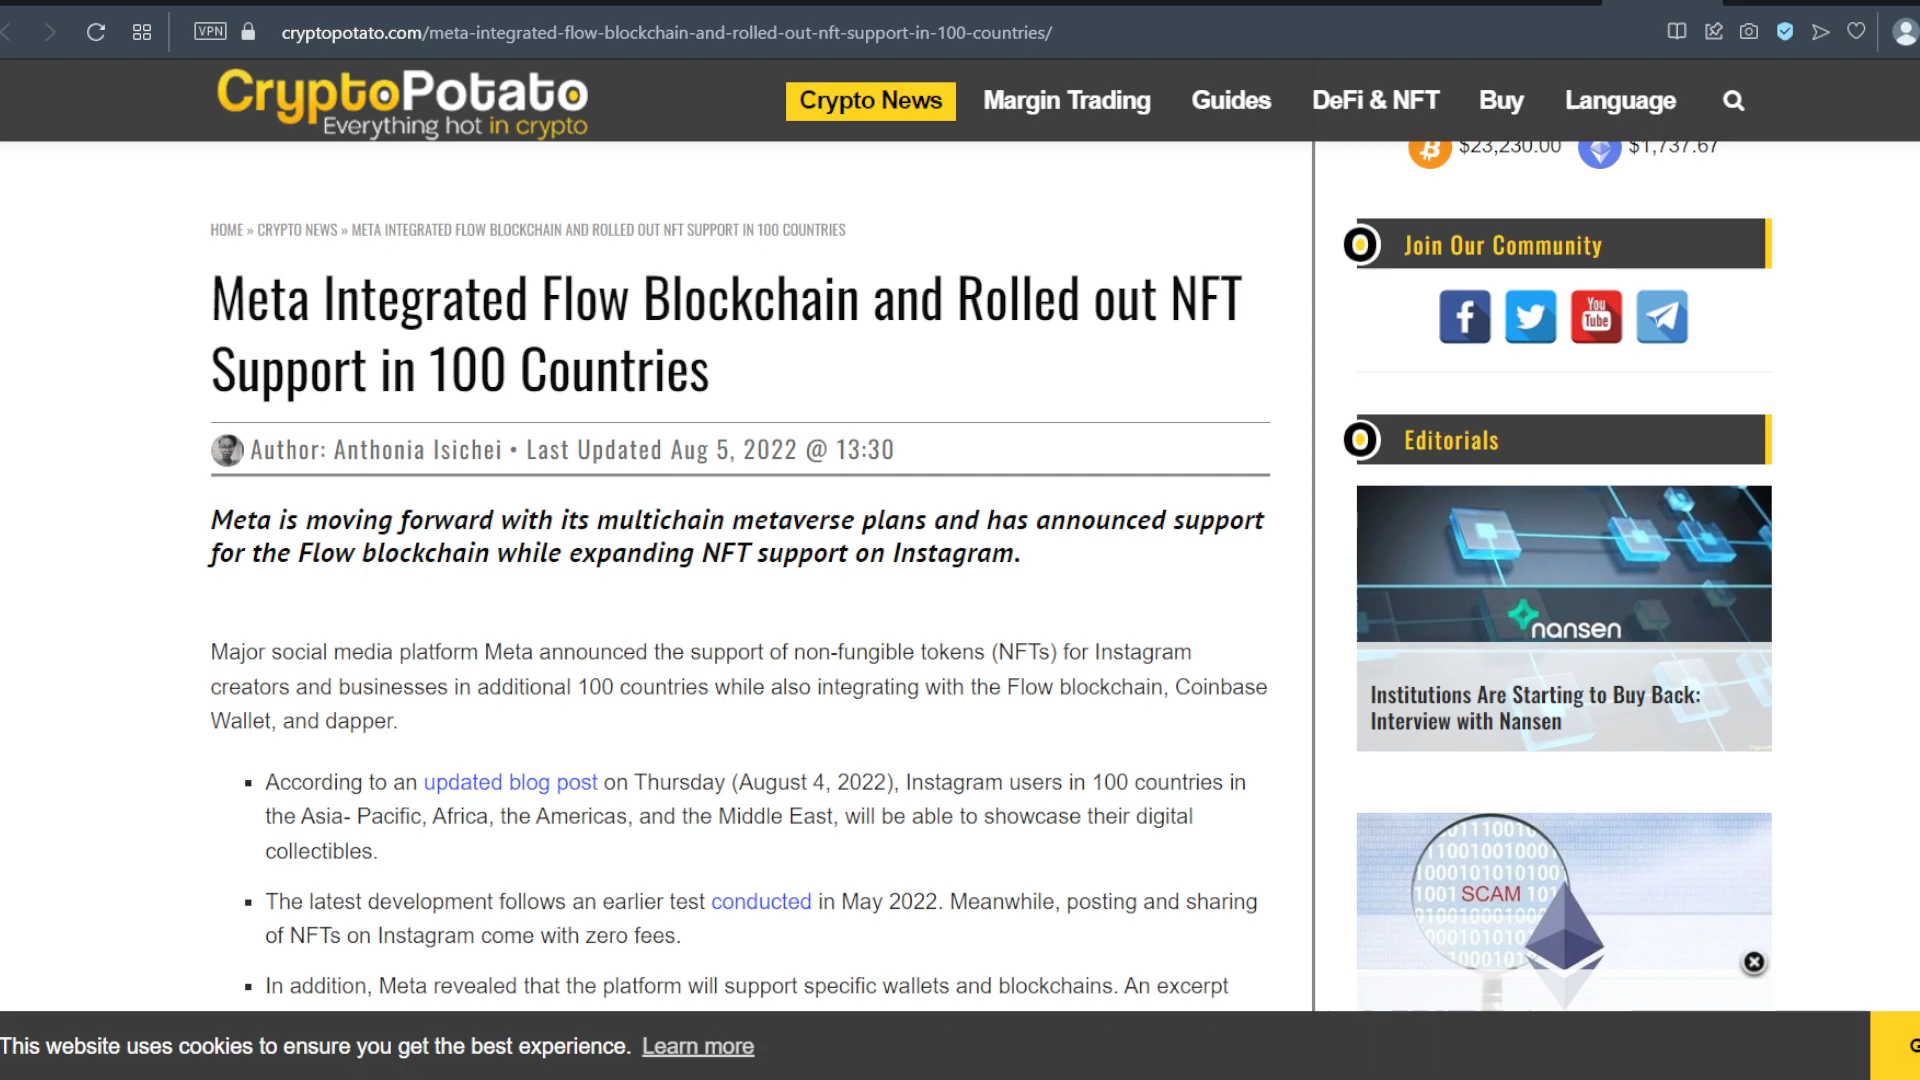 VPN
cryptopotato.com/meta-integrated-flow-blockchain-and-rolled-out-nft-support-in-100-countries/
CryptoPotato
Everything hot in crypto
Crypto News
Margin Trading
Guides
DeFi & NFT
Buy
Language
$23,230.00
$1,737.67
HOME » CRYPTO NEWS » META INTEGRATED FLOW BLOCKCHAIN AND ROLLED OUT NFT SUPPORT IN 100 COUNTRIES
Meta Integrated Flow Blockchain and Rolled out NFT
Support in 100 Countries
Author: Anthonia Isichei • Last Updated Aug 5, 2022 @ 13:30
Meta is moving forward with its multichain metaverse plans and has announced support
for the Flow blockchain while expanding NFT support on Instagram.
Major social media platform Meta announced the support of non-fungible tokens (NFTs) for Instagram
creators and businesses in additional 100 countries while also integrating with the Flow blockchain, Coinbase
Wallet, and dapper.
▪ According to an updated blog post on Thursday (August 4, 2022), Instagram users in 100 countries in
the Asia- Pacific, Africa, the Americas, and the Middle East, will be able to showcase their digital
collectibles.
▪ The latest development follows an earlier test conducted in May 2022. Meanwhile, posting and sharing
of NFTs on Instagram come with zero fees.
▪ In addition, Meta revealed that the platform will support specific wallets and blockchains. An excerpt
Join Our Community
You
Tube
Editorials
nansen
Institutions Are Starting to Buy Back:
Interview with Nansen
SCAM
This website uses cookies to ensure you get the best experience. Learn more